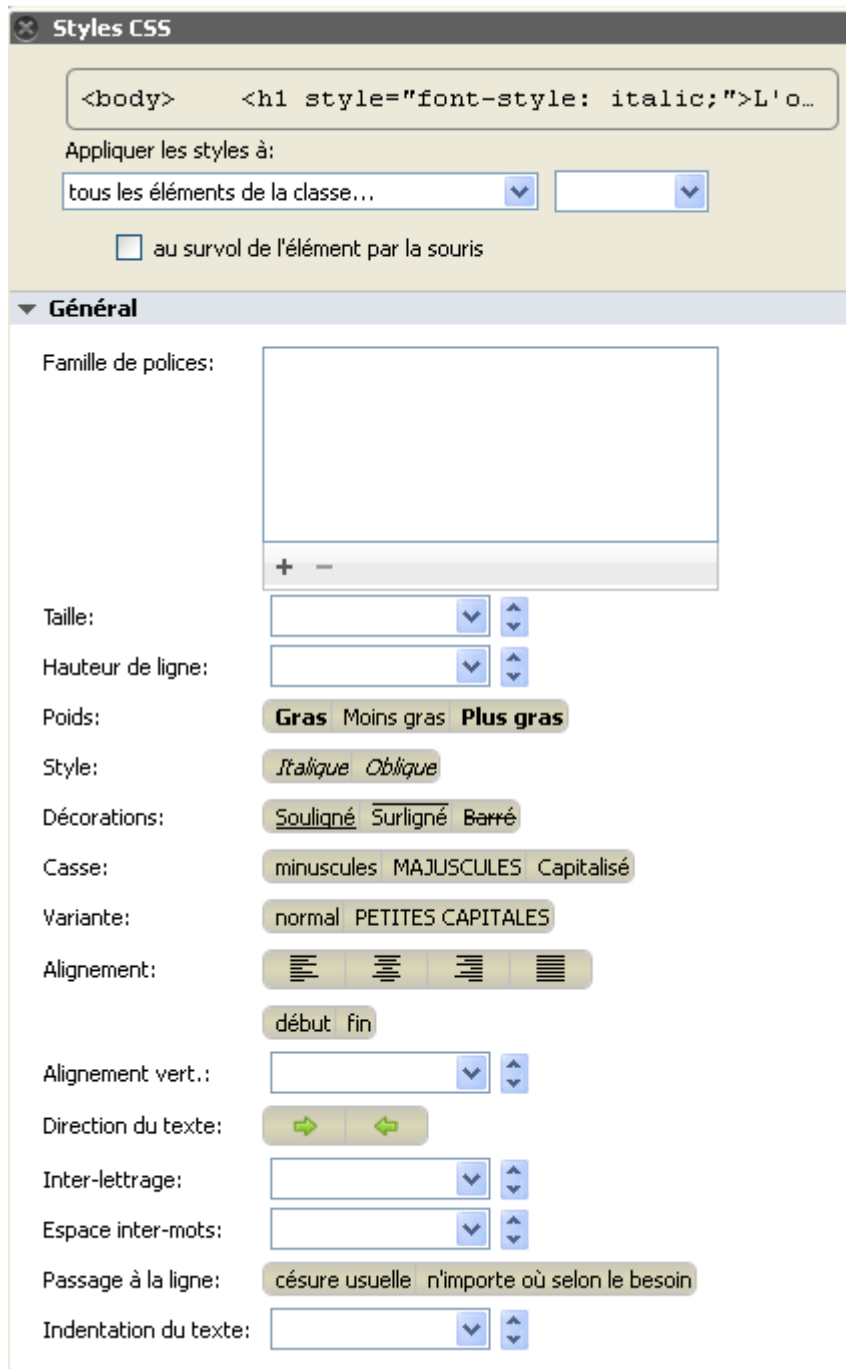 Styles CSS
<body>    <h1 style="font-style: italic;">L'o…
Appliquer les styles à:
tous les éléments de la classe...
au survol de l'élément par la souris
Général
Famille de polices:
+ −
Taille:
Hauteur de ligne:
Poids: Gras Moins gras Plus gras
Style: Italique Oblique
Décorations: Souligné Surligné Barré
Casse: minuscules MAJUSCULES Capitalisé
Variante: normal PETITES CAPITALES
Alignement:
début fin
Alignement vert.:
Direction du texte:
Inter-lettrage:
Espace inter-mots:
Passage à la ligne: césure usuelle n'importe où selon le besoin
Indentation du texte: